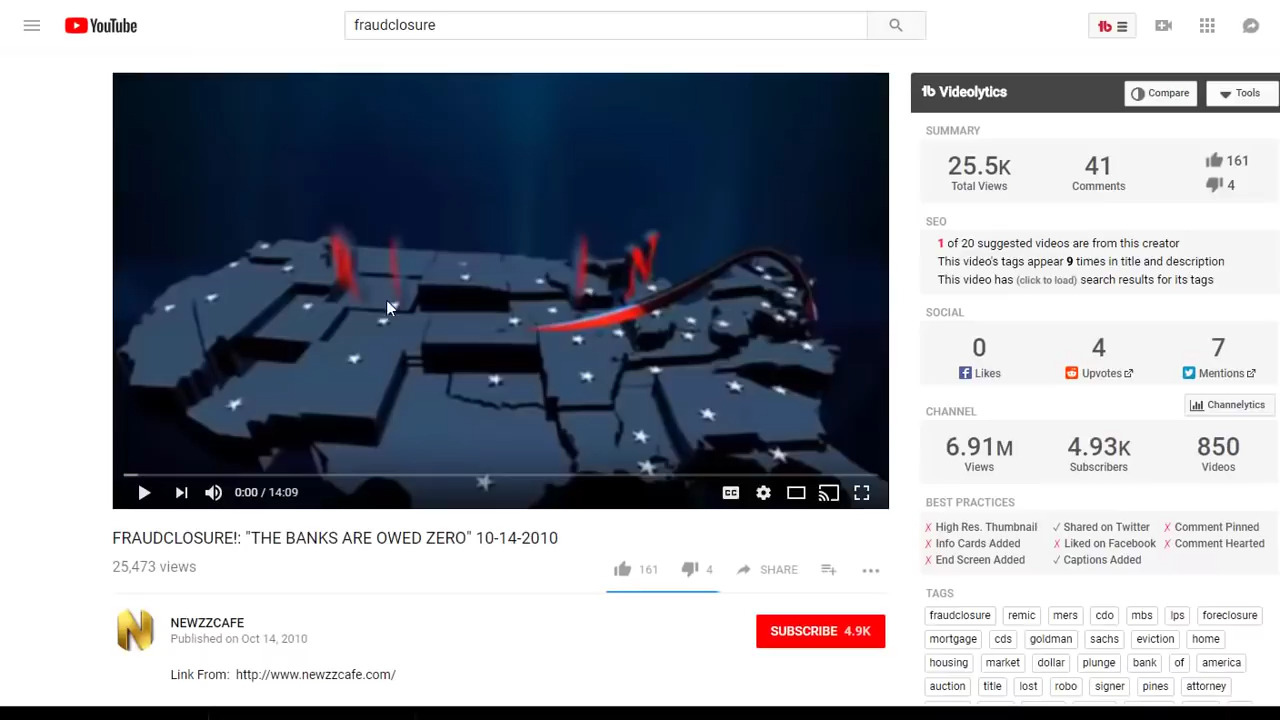 YouTube
fraudclosure
Videolytics
Compare
Tools
SUMMARY
25.5K
Total Views
41
Comments
161
4
SEO
1 of 20 suggested videos are from this creator
This video's tags appear 9 times in title and description
This video has (click to load) search results for its tags
SOCIAL
0
Likes
4
Upvotes
7
Mentions
CHANNEL
Channelytics
6.91M
Views
4.93K
Subscribers
850
Videos
BEST PRACTICES
✗ High Res. Thumbnail ✓ Shared on Twitter ✗ Comment Pinned
✗ Info Cards Added ✗ Liked on Facebook ✗ Comment Hearted
✗ End Screen Added ✓ Captions Added
TAGS
fraudclosure remic mers cdo mbs lps foreclosure
mortgage cds goldman sachs eviction home
housing market dollar plunge bank of america
auction title lost robo signer pines attorney
0:00 / 14:09
CC
FRAUDCLOSURE!: "THE BANKS ARE OWED ZERO" 10-14-2010
25,473 views
161 4 SHARE
NEWZZCAFE
Published on Oct 14, 2010
SUBSCRIBE 4.9K
Link From: http://www.newzzcafe.com/